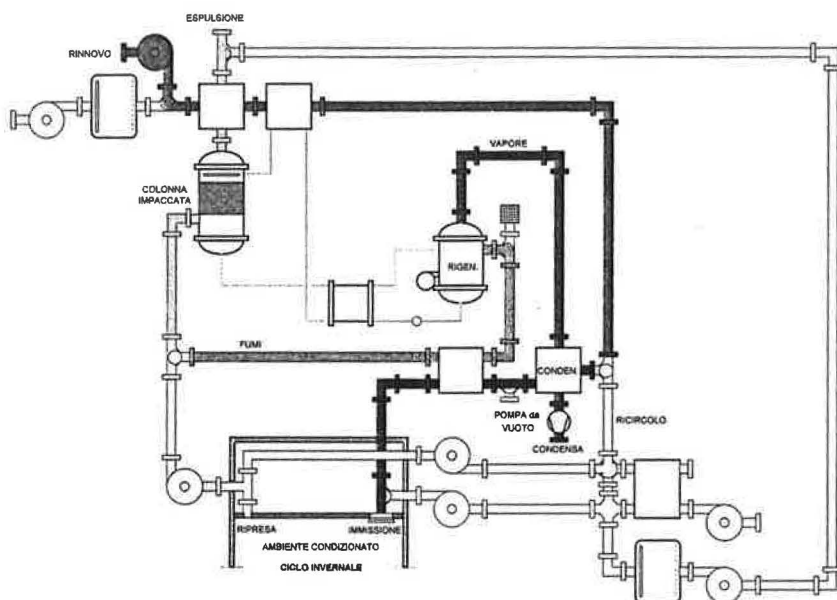 ESPULSIONE
RINNOVO
VAPORE
COLONNA
IMPACCATA
RIGEN.
FUMI
CONDEN.
POMPA da
VUOTO
RICIRCOLO
CONDENSA
RIPRESA
IMMISSIONE
AMBIENTE CONDIZIONATO
CICLO INVERNALE